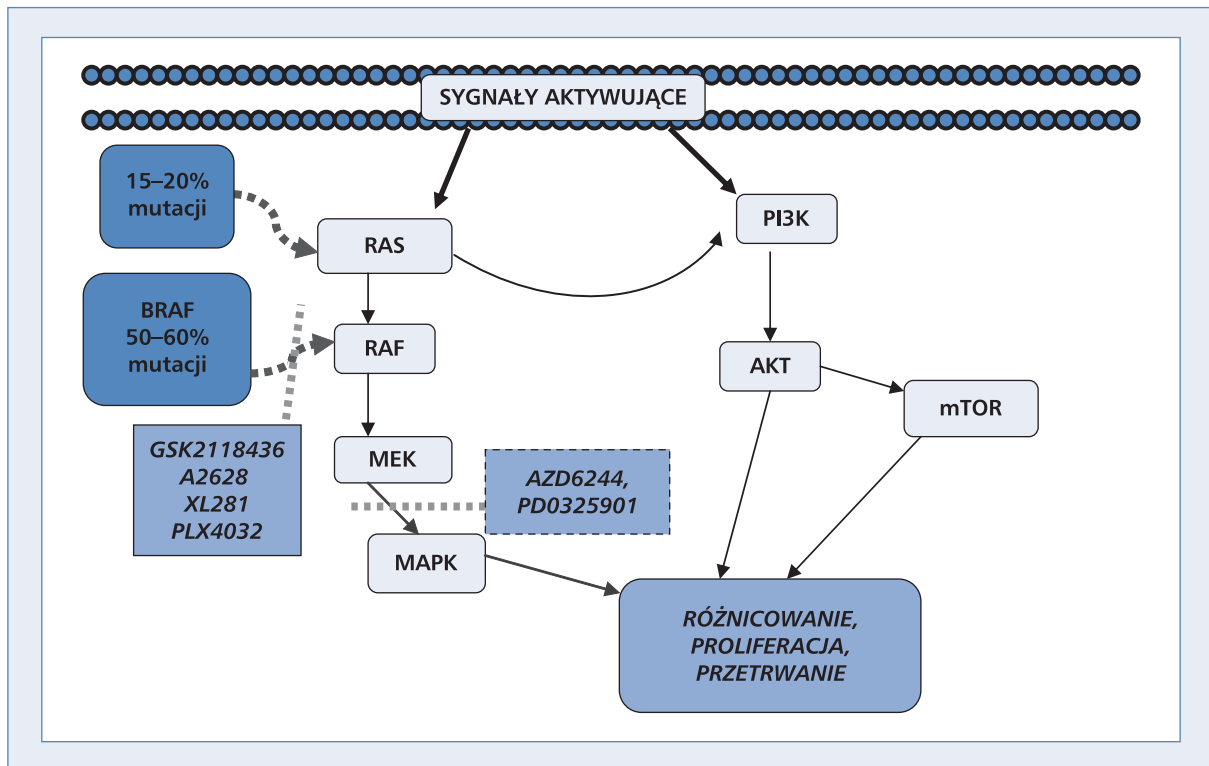 SYGNAŁY AKTYWUJĄCE
15–20%
mutacji
PI3K
RAS
BRAF
50–60%
mutacji
RAF
AKT
mTOR
GSK2118436
A2628
XL281
PLX4032
MEK
AZD6244,
PD0325901
MAPK
RÓŻNICOWANIE,
PROLIFERACJA,
PRZETRWANIE